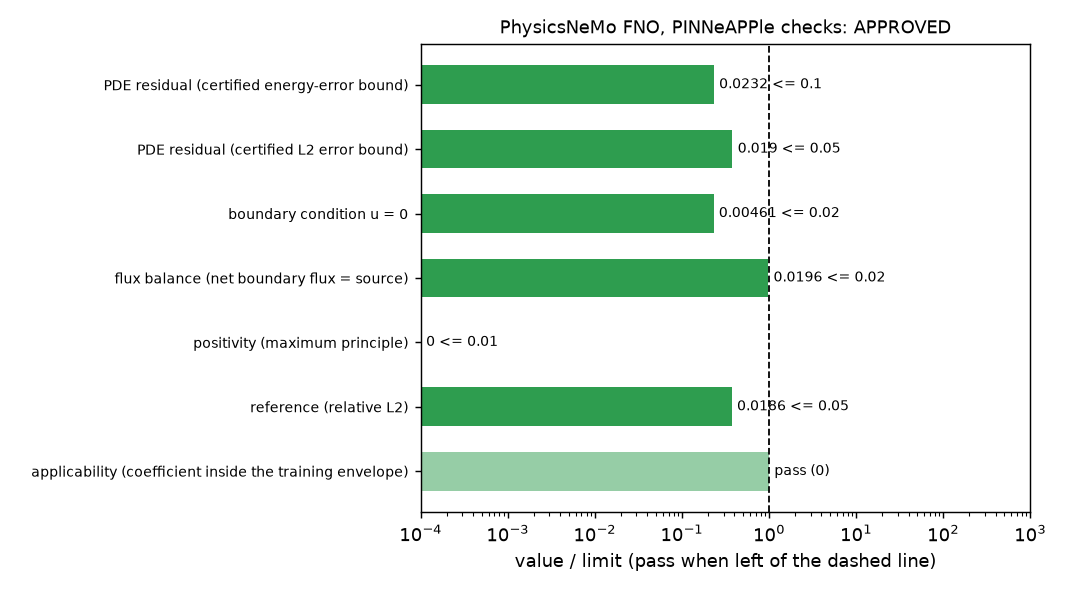 PhysicsNeMo FNO, PINNeAPPle checks: APPROVED
PDE residual (certified energy-error bound)
0.0232 <= 0.1
PDE residual (certified L2 error bound)
0.019 <= 0.05
boundary condition u = 0
0.00461 <= 0.02
flux balance (net boundary flux = source)
0.0196 <= 0.02
positivity (maximum principle)
0 <= 0.01
reference (relative L2)
0.0186 <= 0.05
applicability (coefficient inside the training envelope)
pass (0)
10⁻⁴ 10⁻³ 10⁻² 10⁻¹ 10⁰ 10¹ 10² 10³
value / limit (pass when left of the dashed line)